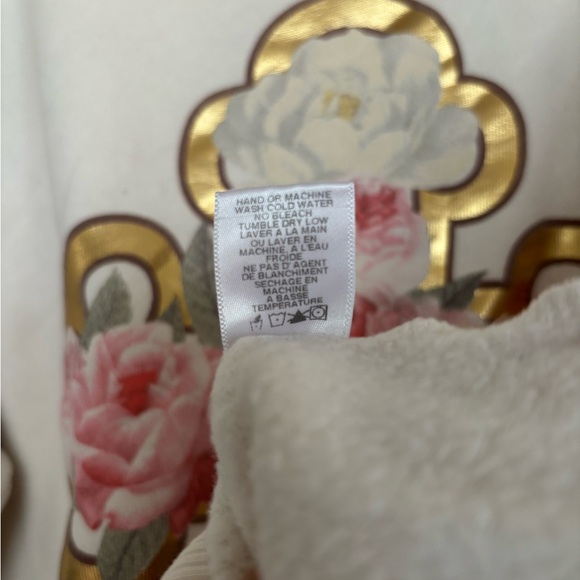 HAND OR MACHINE
WASH COLD WATER
NO BLEACH
TUMBLE DRY LOW
LAVER A LA MAIN
OU LAVER EN
MACHINE, A L'EAU
FROIDE
NE PAS D'AGENT
DE BLANCHIMENT
SECHAGE EN
MACHINE
A BASSE
TEMPERATURE